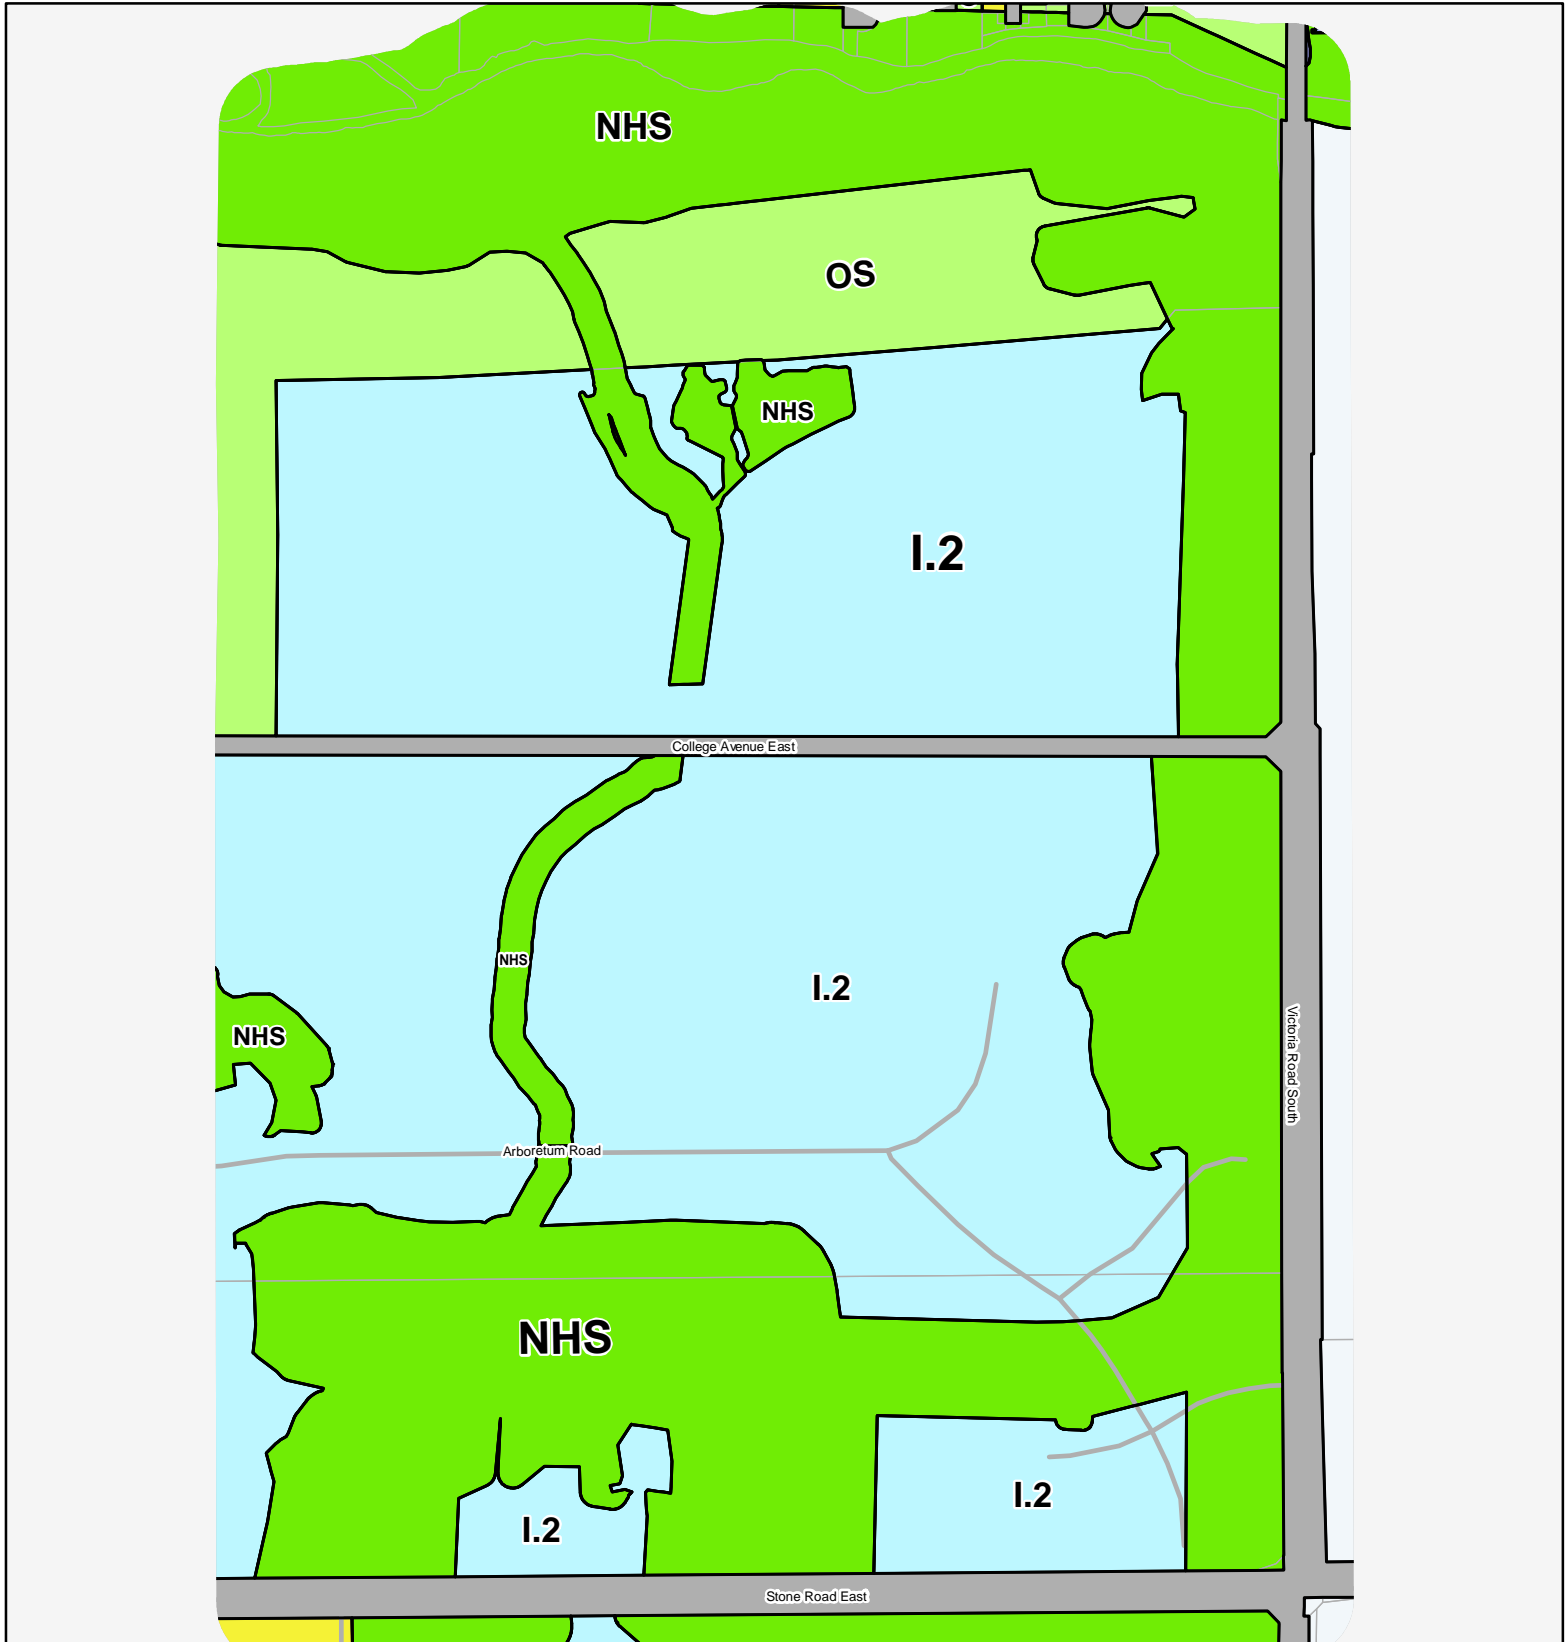 NHS
OS
NHS
I.2
College Avenue East
NHS
I.2
Victoria Road South
NHS
Arboretum Road
NHS
I.2
I.2
Stone Road East